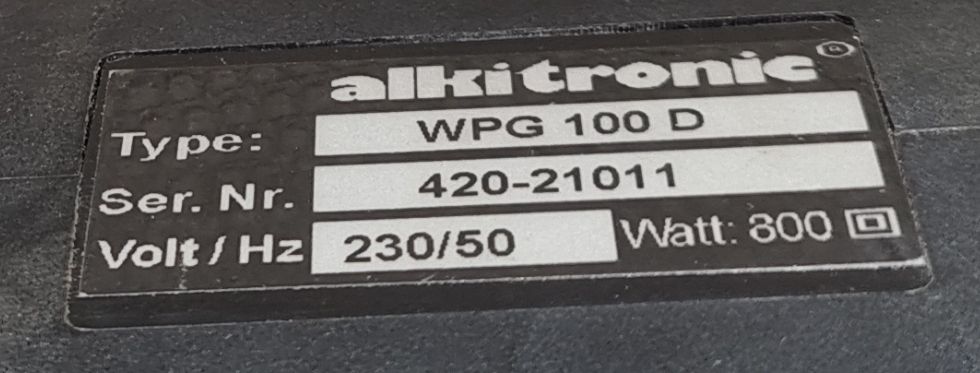 alkitronic®
Type: WPG 100 D
Ser. Nr. 420-21011
Volt / Hz 230/50 Watt: 800